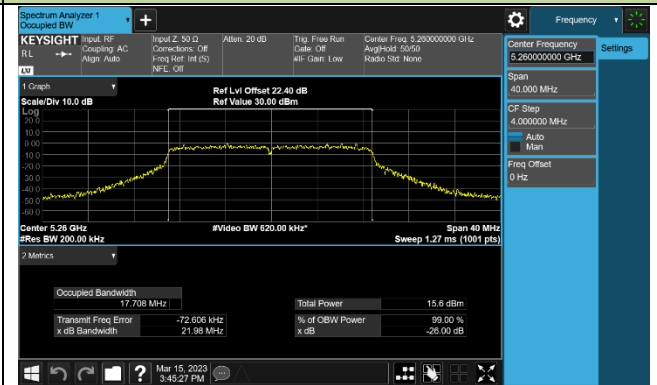 Spectrum Analyzer 1
Occupied BW
Frequency
KEYSIGHT
RL
LXI
Input: RF
Coupling: AC
Align: Auto
Input Z: 50 Ω
Corrections: Off
Freq Ref: Int (S)
NFE: Off
Atten: 20 dB
Trig: Free Run
Gate: Off
#IF Gain: Low
Center Freq: 5.260000000 GHz
Avg|Hold: 50/50
Radio Std: None
Center Frequency
5.260000000 GHz
Settings
Span
40.000 MHz
CF Step
4.000000 MHz
Auto
Man
Freq Offset
0 Hz
1 Graph
Scale/Div 10.0 dB
Ref Lvl Offset 22.40 dB
Ref Value 30.00 dBm
Log
20.0
10.0
0.00
-10.0
-20.0
-30.0
-40.0
-50.0
-60.0
Center 5.26 GHz
#Video BW 620.00 kHz*
Span 40 MHz
#Res BW 200.00 kHz
Sweep 1.27 ms (1001 pts)
2 Metrics
Occupied Bandwidth
17.708 MHz
Total Power 15.6 dBm
Transmit Freq Error -72.606 kHz
% of OBW Power 99.00 %
x dB Bandwidth 21.98 MHz
x dB -26.00 dB
?
Mar 15, 2023
3:45:27 PM